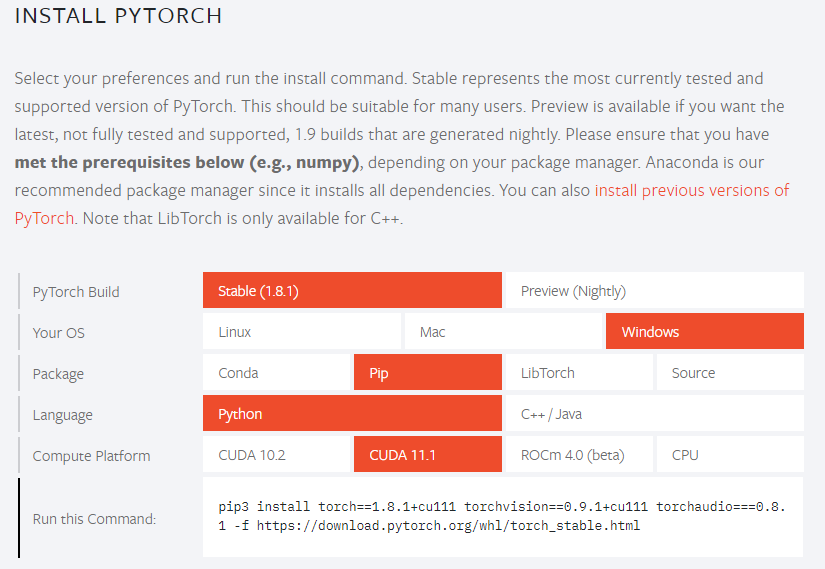 INSTALL PYTORCH
Select your preferences and run the install command. Stable represents the most currently tested and
supported version of PyTorch. This should be suitable for many users. Preview is available if you want the
latest, not fully tested and supported, 1.9 builds that are generated nightly. Please ensure that you have
met the prerequisites below (e.g., numpy), depending on your package manager. Anaconda is our
recommended package manager since it installs all dependencies. You can also install previous versions of
PyTorch. Note that LibTorch is only available for C++.
PyTorch Build Stable (1.8.1) Preview (Nightly)
Your OS Linux Mac Windows
Package Conda Pip LibTorch Source
Language Python C++ / Java
Compute Platform CUDA 10.2 CUDA 11.1 ROCm 4.0 (beta) CPU
Run this Command: pip3 install torch==1.8.1+cu111 torchvision==0.9.1+cu111 torchaudio===0.8.
1 -f https://download.pytorch.org/whl/torch_stable.html